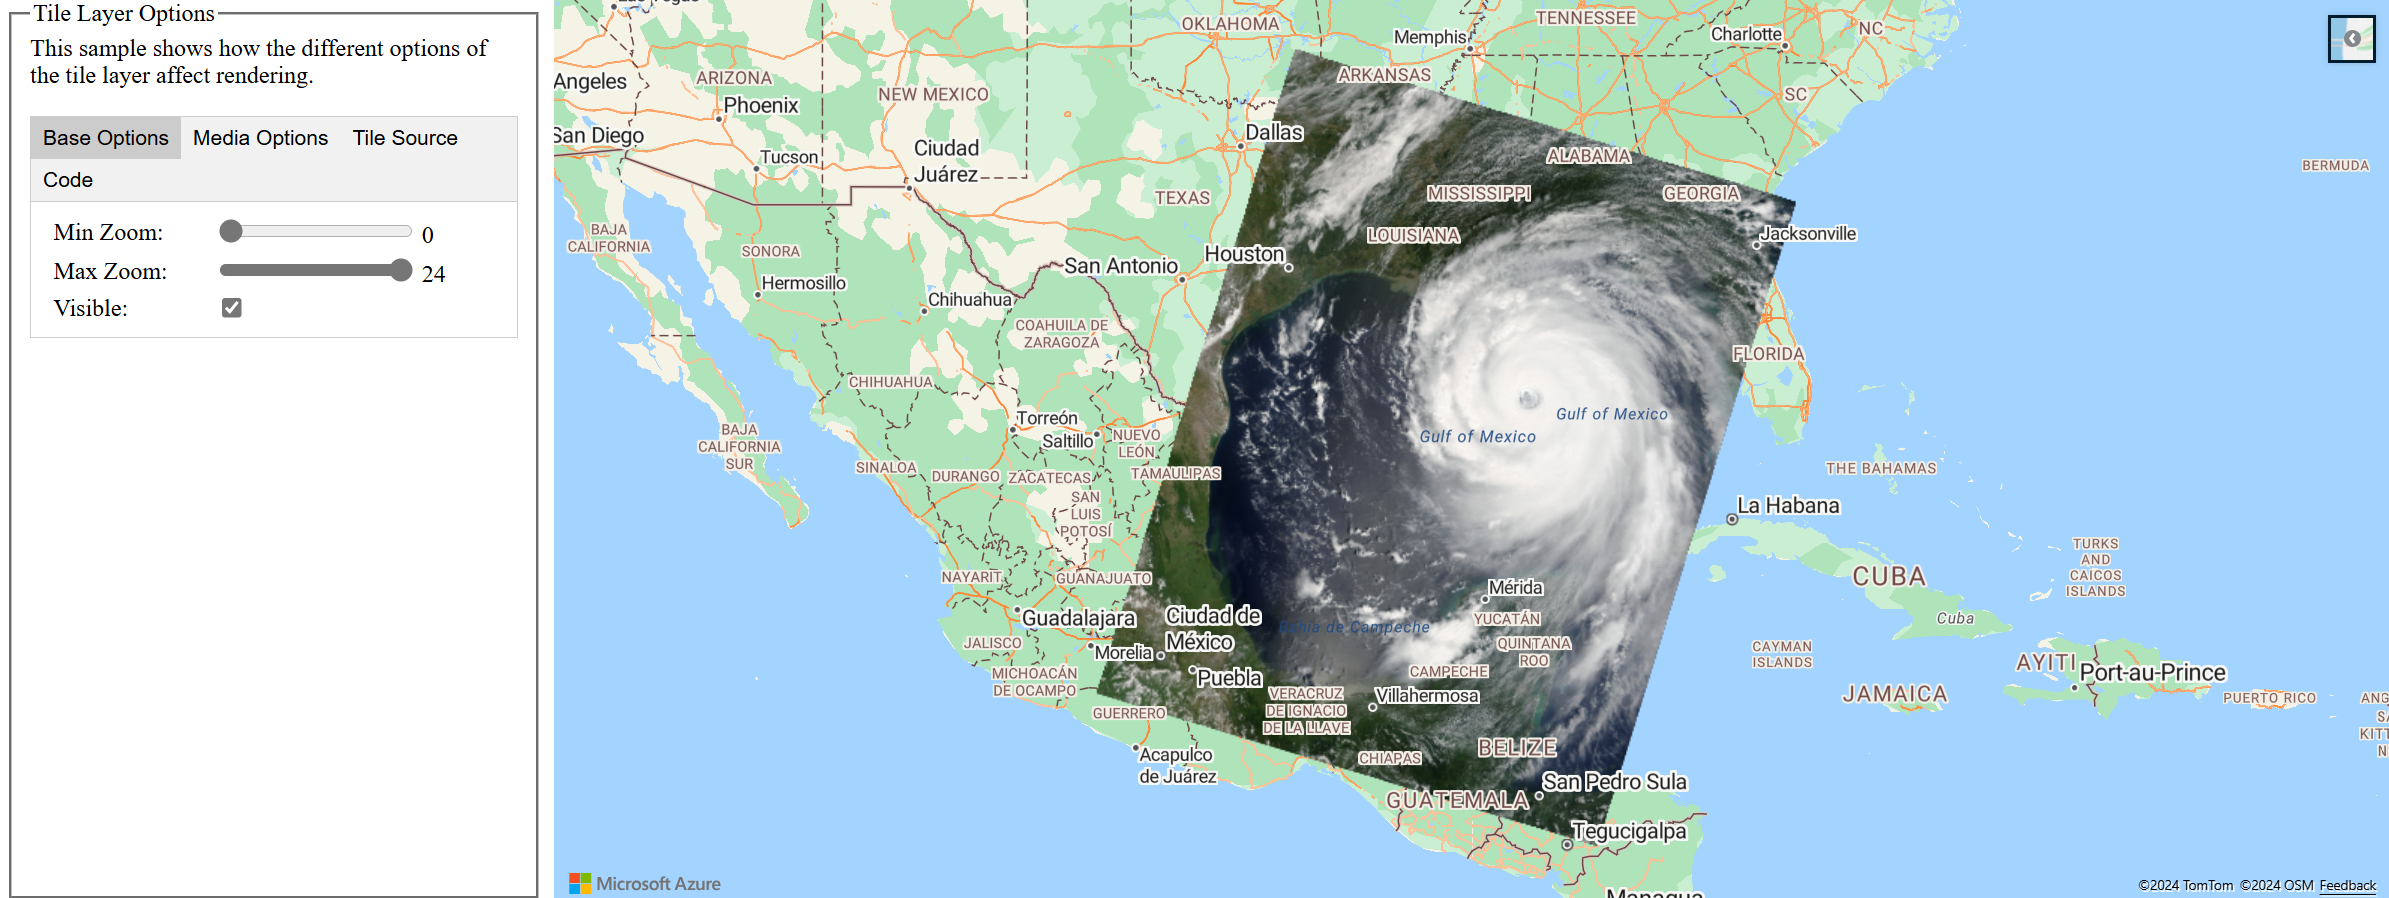 Tile Layer Options
This sample shows how the different options of
the tile layer affect rendering.
Base Options
Media Options
Tile Source
Code
Min Zoom:
0
Max Zoom:
24
Visible:
Las Vegas
Angeles
ARIZONA
Phoenix
San Diego
Tucson
NEW MEXICO
Ciudad
Juárez
OKLAHOMA
Memphis
TENNESSEE
Charlotte
NC
ARKANSAS
SC
Dallas
ALABAMA
BERMUDA
TEXAS
MISSISSIPPI
GEORGIA
BAJA
CALIFORNIA
SONORA
LOUISIANA
Jacksonville
Houston
San Antonio
Hermosillo
Chihuahua
COAHUILA DE
ZARAGOZA
FLORIDA
CHIHUAHUA
Torreón
Saltillo
NUEVO
LEÓN
Gulf of Mexico
Gulf of Mexico
BAJA
CALIFORNIA
SUR
SINALOA
DURANGO
ZACATECAS
TAMAULIPAS
THE BAHAMAS
SAN
LUIS
POTOSÍ
La Habana
TURKS
AND
CAICOS
ISLANDS
NAYARIT
GUANAJUATO
Mérida
CUBA
Guadalajara
Ciudad de
México
Bahía de Campeche
YUCATÁN
Cuba
JALISCO
Morelia
QUINTANA
ROO
CAYMAN
ISLANDS
MICHOACÁN
DE OCAMPO
Puebla
CAMPECHE
AYITI
Port-au-Prince
VERACRUZ
DE IGNACIO
DE LA LLAVE
Villahermosa
JAMAICA
PUERTO RICO
GUERRERO
BELIZE
Acapulco
de Juárez
CHIAPAS
San Pedro Sula
GUATEMALA
Tegucigalpa
Managua
Microsoft Azure
©2024 TomTom ©2024 OSM Feedback